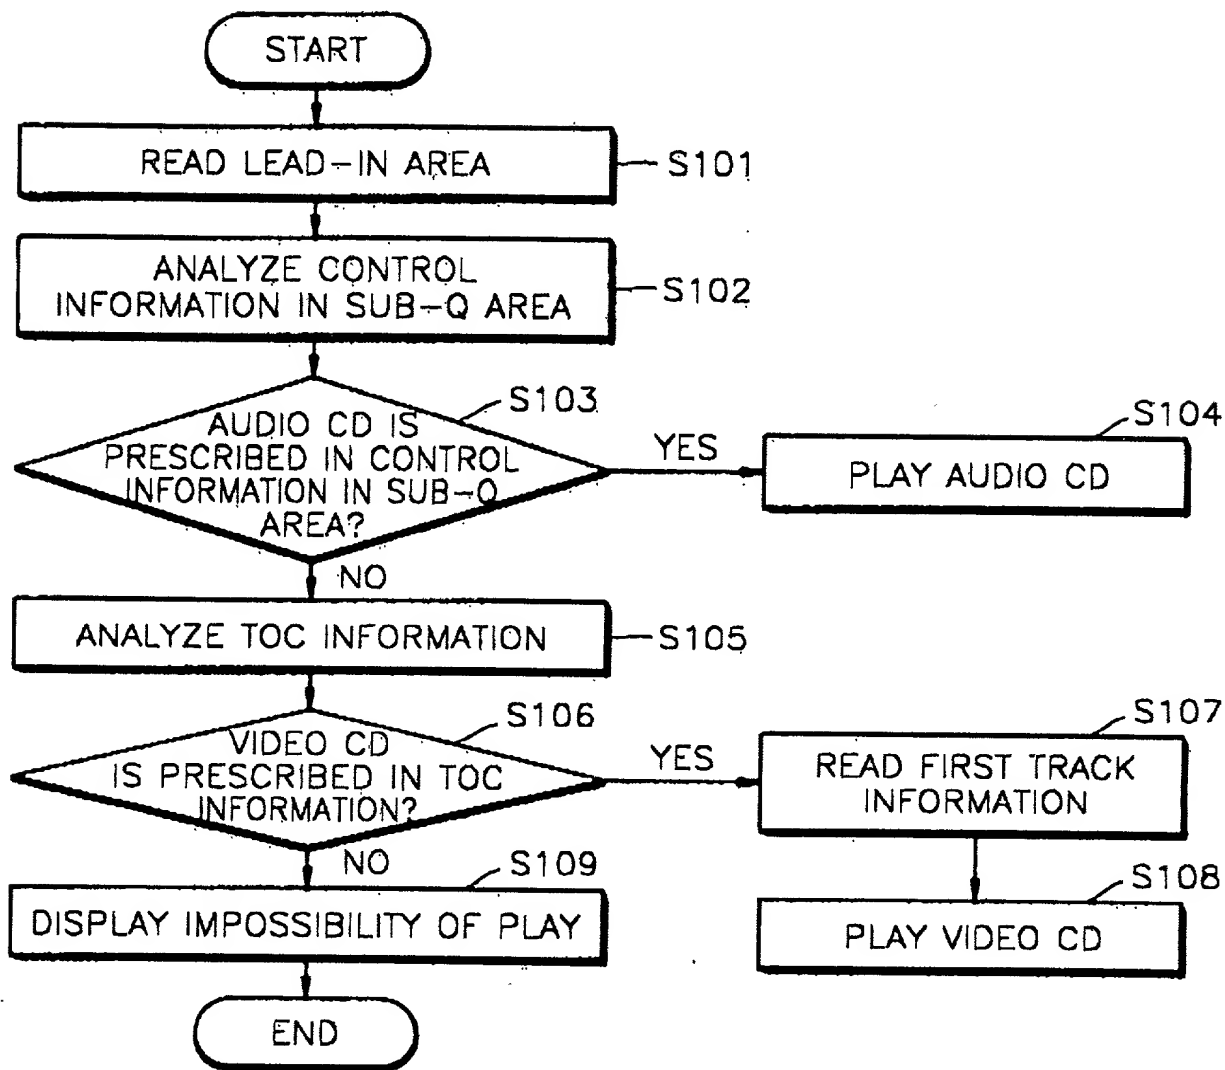 START
READ LEAD-IN AREA
S101
ANALYZE CONTROL
INFORMATION IN SUB-Q AREA
S102
S103
AUDIO CD IS
PRESCRIBED IN CONTROL
INFORMATION IN SUB-Q
AREA?
YES
S104
PLAY AUDIO CD
NO
ANALYZE TOC INFORMATION
S105
S106
VIDEO CD
IS PRESCRIBED IN TOC
INFORMATION?
YES
S107
READ FIRST TRACK
INFORMATION
NO
S109
DISPLAY IMPOSSIBILITY OF PLAY
S108
PLAY VIDEO CD
END